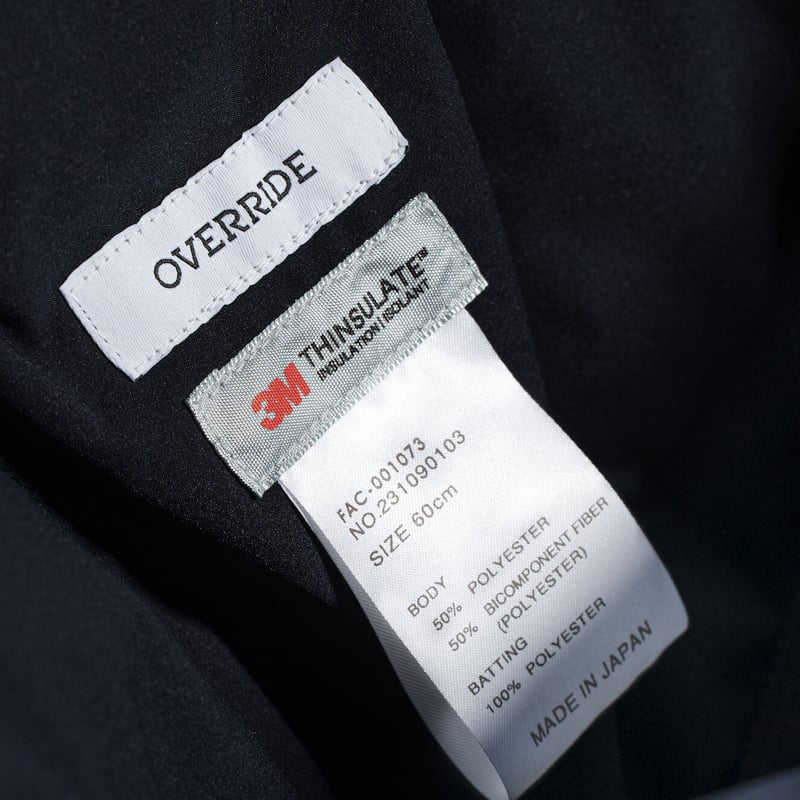 OVERRIDE
3M THINSULATE™
INSULATION | ISOLANT
FAC-001073
NO.231090103
SIZE 60cm
BODY
50% POLYESTER
50% BICOMPONENT FIBER
(POLYESTER)
BATTING
100% POLYESTER
MADE IN JAPAN